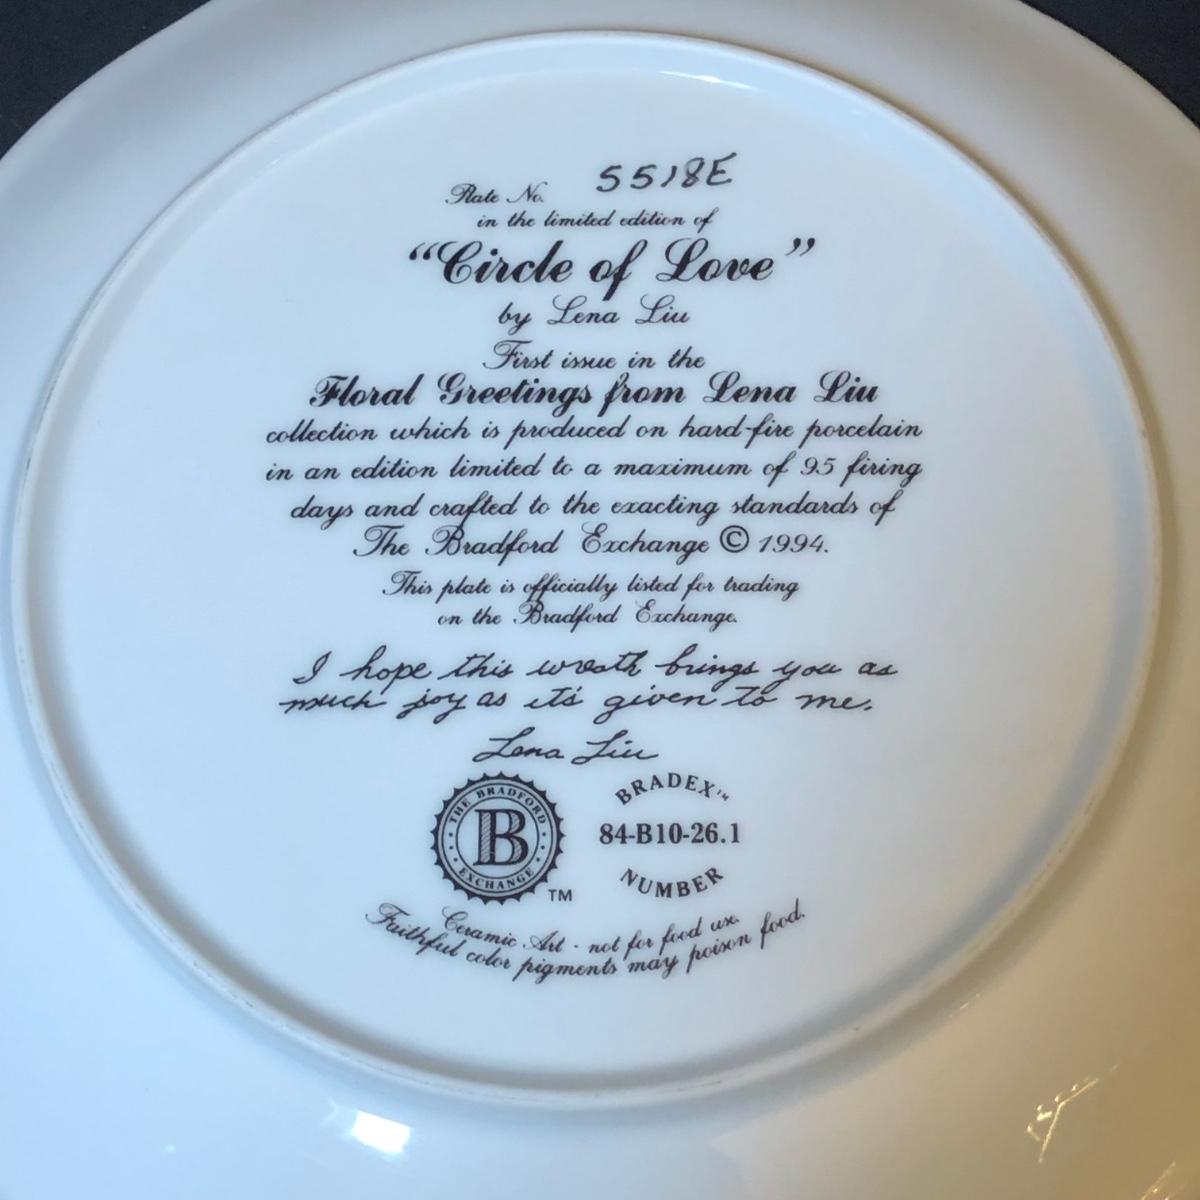 Plate No. 5518E
in the limited edition of
“Circle of Love”
by Lena Liu
First issue in the
Floral Greetings from Lena Liu
collection which is produced on hard-fire porcelain
in an edition limited to a maximum of 95 firing
days and crafted to the exacting standards of
The Bradford Exchange © 1994.
This plate is officially listed for trading
on the Bradford Exchange.
I hope this wreath brings you as
much joy as it's given to me.
Lena Liu
THE BRADFORD
B
EXCHANGE
TM
BRADEX™
84-B10-26.1
NUMBER
Ceramic Art - not for food use.
Faithful color pigments may poison food.